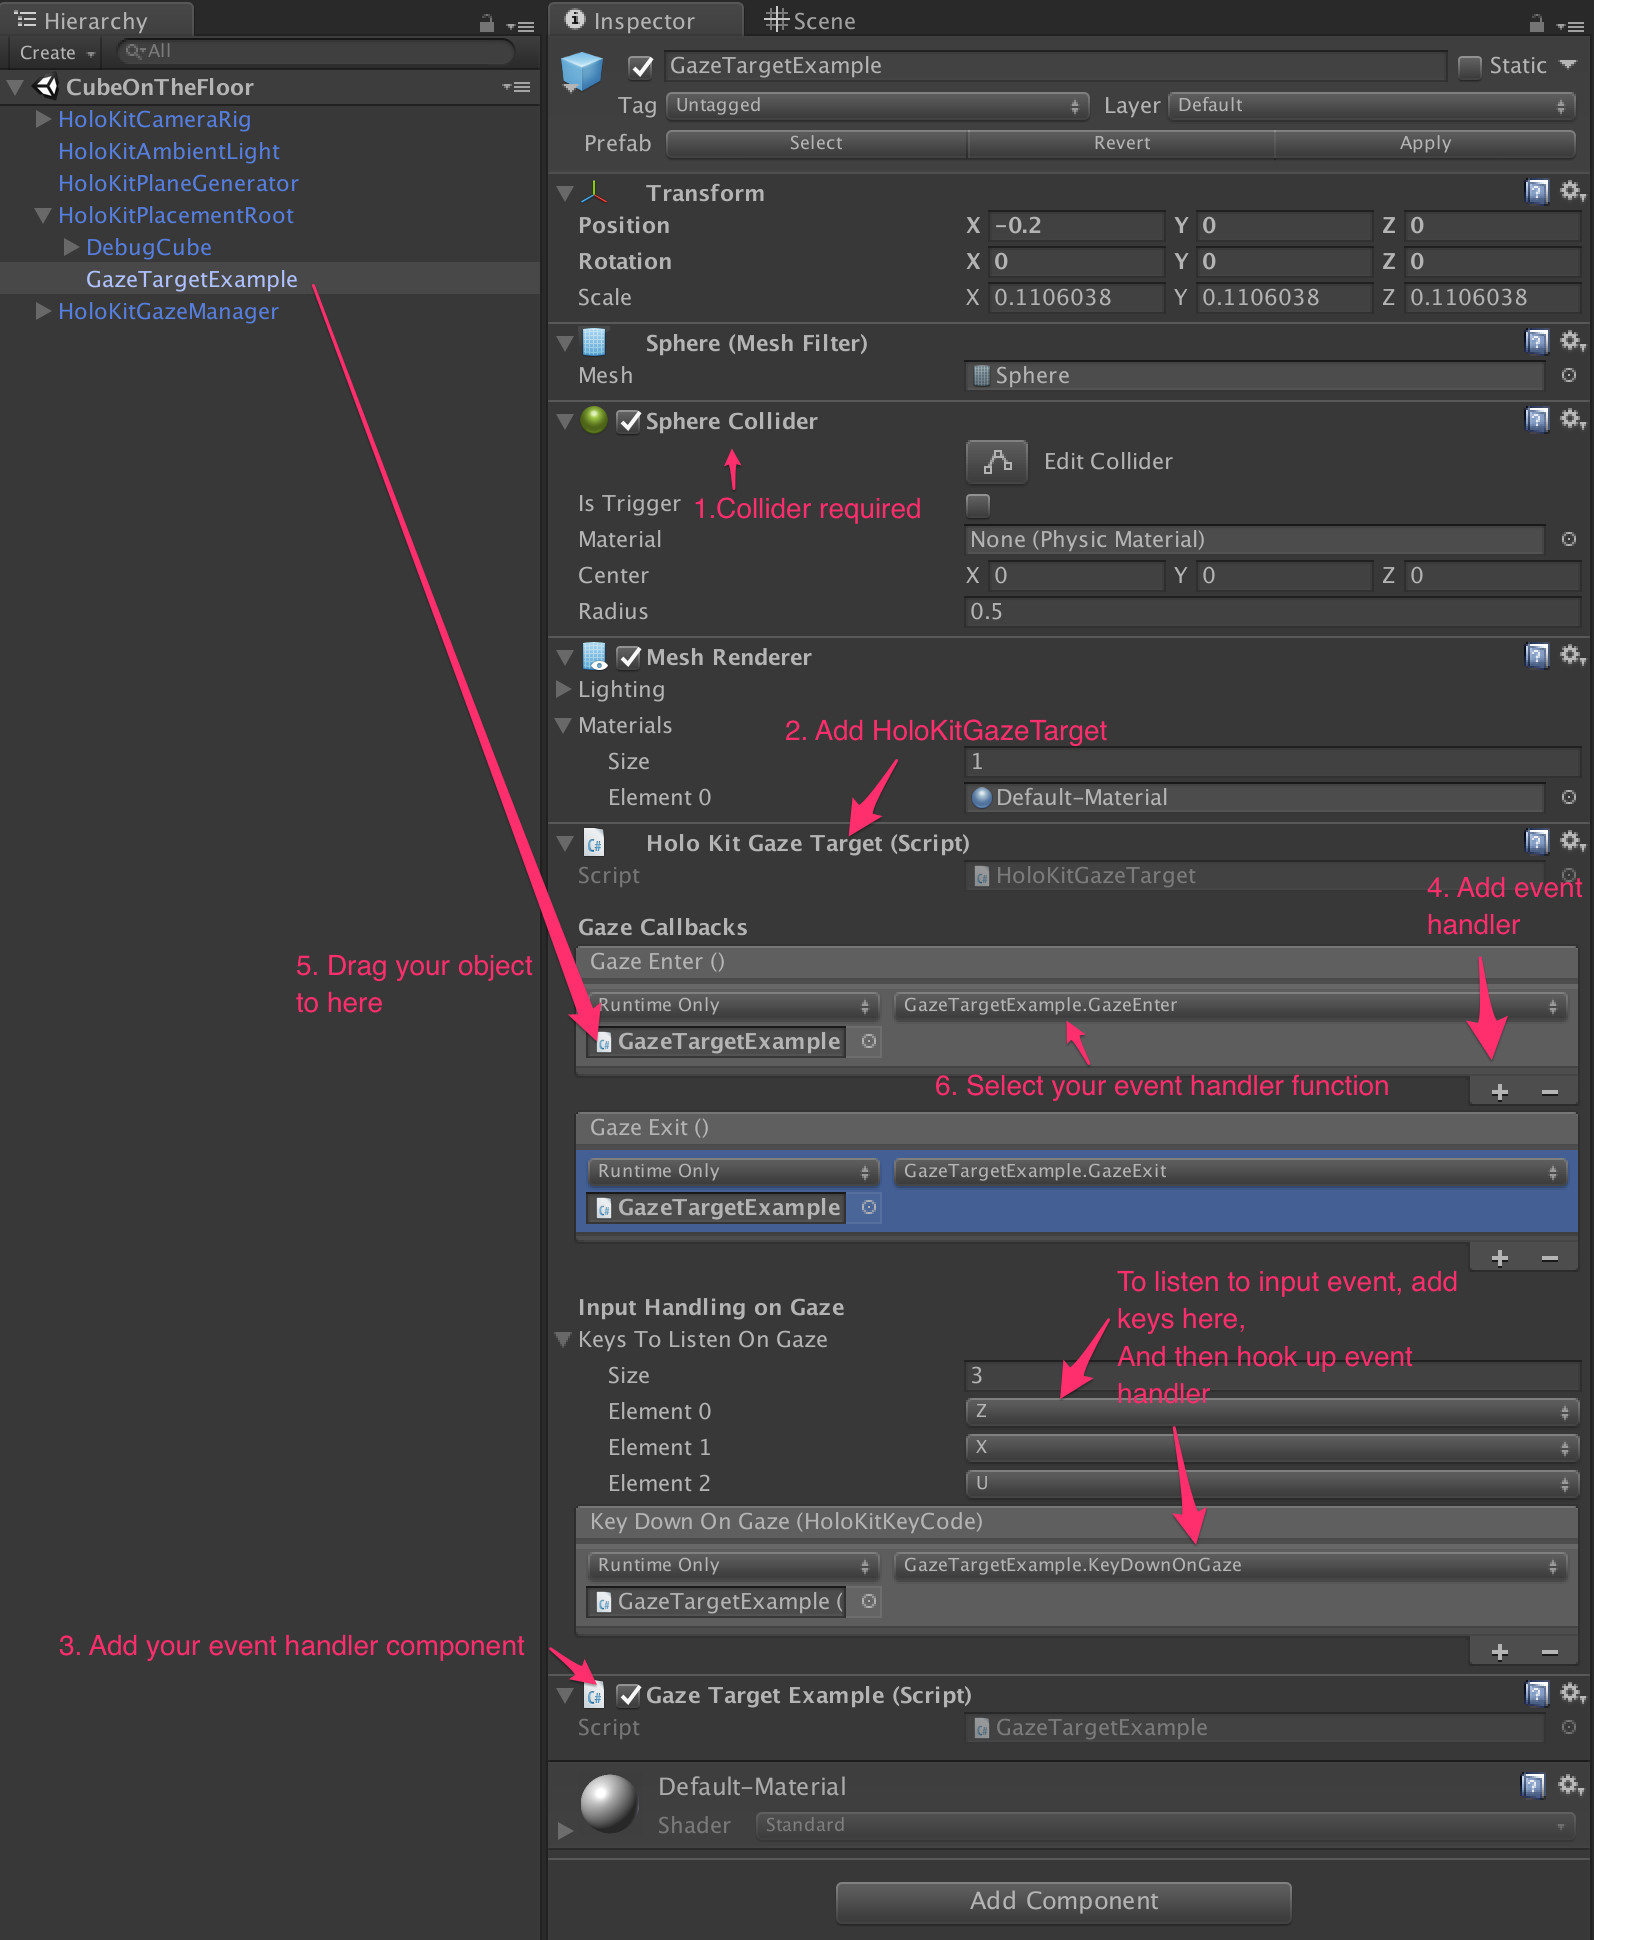 Hierarchy
Create
All
CubeOnTheFloor
HoloKitCameraRig
HoloKitAmbientLight
HoloKitPlaneGenerator
HoloKitPlacementRoot
DebugCube
GazeTargetExample
HoloKitGazeManager
5. Drag your object
to here
3. Add your event handler component
Inspector
Scene
GazeTargetExample
Static
Tag Untagged Layer Default
Prefab Select Revert Apply
Transform
Position X -0.2 Y 0 Z 0
Rotation X 0 Y 0 Z 0
Scale X 0.1106038 Y 0.1106038 Z 0.1106038
Sphere (Mesh Filter)
Mesh Sphere
Sphere Collider
Edit Collider
Is Trigger
1.Collider required
Material None (Physic Material)
Center X 0 Y 0 Z 0
Radius 0.5
Mesh Renderer
Lighting
Materials
2. Add HoloKitGazeTarget
Size 1
Element 0 Default-Material
Holo Kit Gaze Target (Script)
Script HoloKitGazeTarget
4. Add event
handler
Gaze Callbacks
Gaze Enter ()
Runtime Only GazeTargetExample.GazeEnter
GazeTargetExample
6. Select your event handler function
+ −
Gaze Exit ()
Runtime Only GazeTargetExample.GazeExit
GazeTargetExample
+ −
To listen to input event, add
keys here,
And then hook up event
handler
Input Handling on Gaze
Keys To Listen On Gaze
Size 3
Element 0 Z
Element 1 X
Element 2 U
Key Down On Gaze (HoloKitKeyCode)
Runtime Only GazeTargetExample.KeyDownOnGaze
GazeTargetExample (
+ −
Gaze Target Example (Script)
Script GazeTargetExample
Default-Material
Shader Standard
Add Component